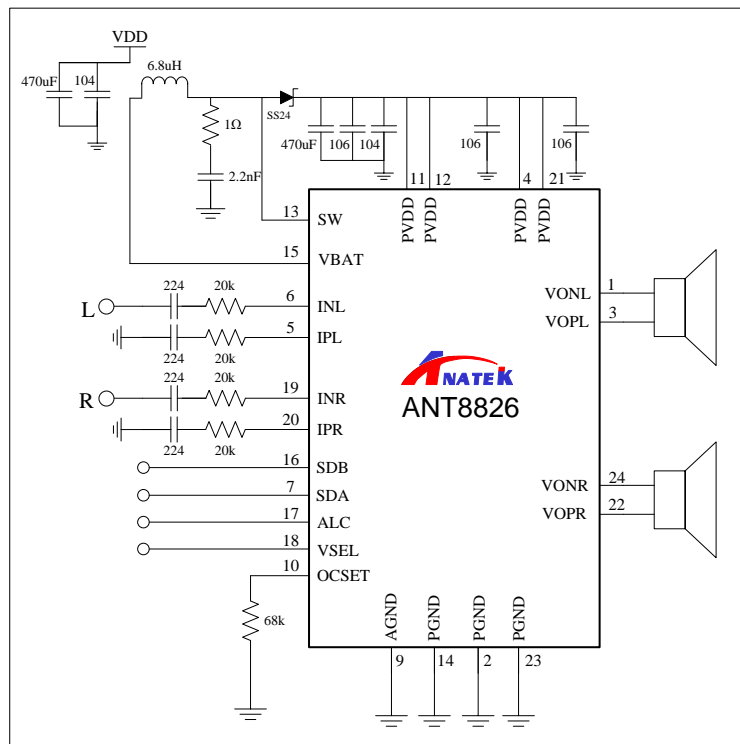 VDD
470uF
104
6.8uH
1Ω
2.2nF
SS24
470uF
106
104
106
106
11
12
4
21
PVDD
PVDD
PVDD
PVDD
13
SW
15
VBAT
L
224
20k
6
INL
5
IPL
224
20k
R
224
20k
19
INR
20
IPR
224
20k
16
SDB
7
SDA
17
ALC
18
VSEL
10
OCSET
68k
ANATEK
ANT8826
VONL
1
VOPL
3
VONR
24
VOPR
22
AGND
PGND
PGND
PGND
9
14
2
23